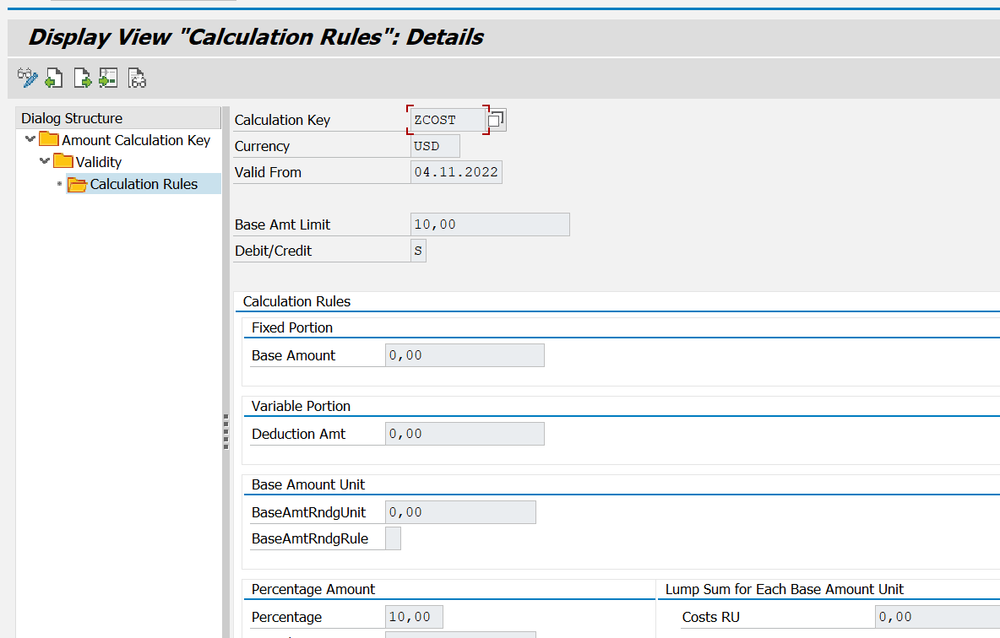 Display View "Calculation Rules": Details
Dialog Structure
Amount Calculation Key
Validity
Calculation Rules
Calculation Key ZCOST
Currency USD
Valid From 04.11.2022
Base Amt Limit 10,00
Debit/Credit S
Calculation Rules
Fixed Portion
Base Amount 0,00
Variable Portion
Deduction Amt 0,00
Base Amount Unit
BaseAmtRndgUnit 0,00
BaseAmtRndgRule
Percentage Amount
Percentage 10,00
Lump Sum for Each Base Amount Unit
Costs RU 0,00